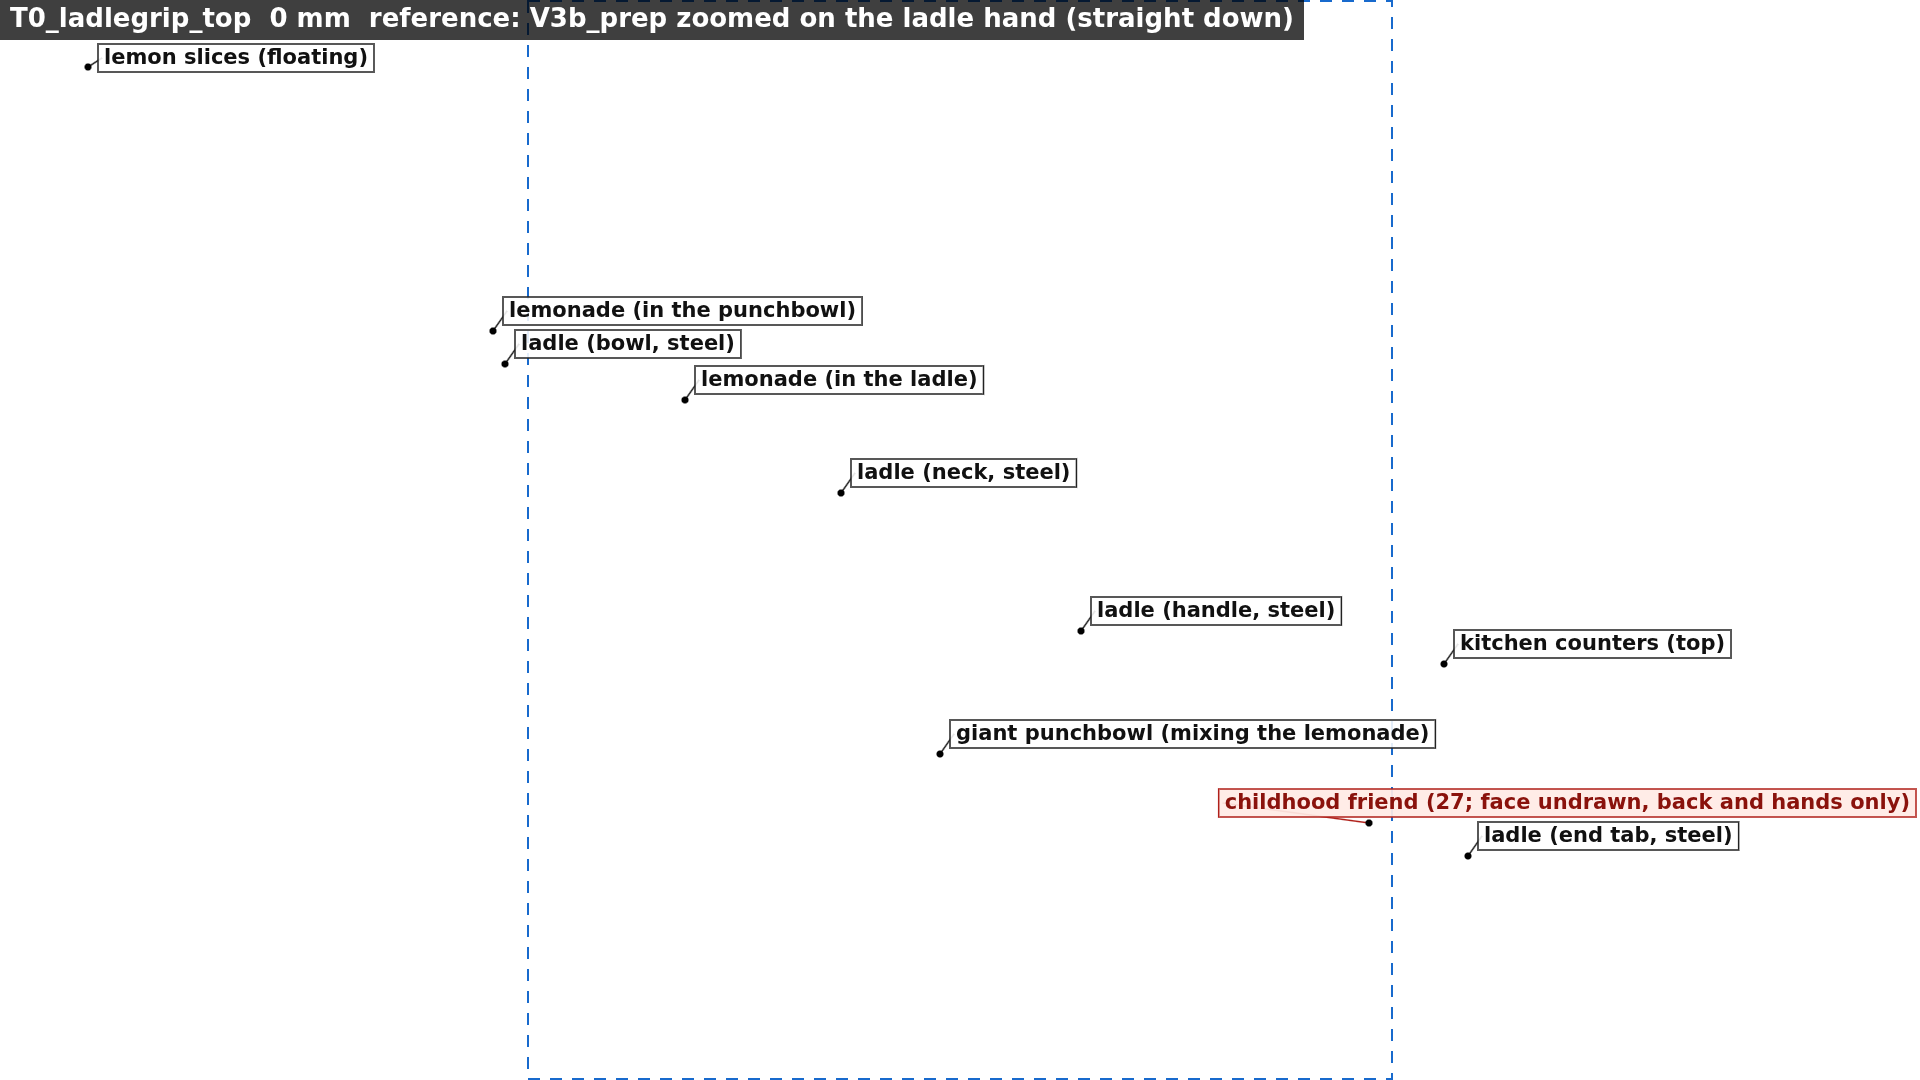 T0_ladlegrip_top  0 mm  reference: V3b_prep zoomed on the ladle hand (straight down)
lemon slices (floating)
lemonade (in the punchbowl)
ladle (bowl, steel)
lemonade (in the ladle)
ladle (neck, steel)
ladle (handle, steel)
kitchen counters (top)
giant punchbowl (mixing the lemonade)
childhood friend (27; face undrawn, back and hands only)
ladle (end tab, steel)